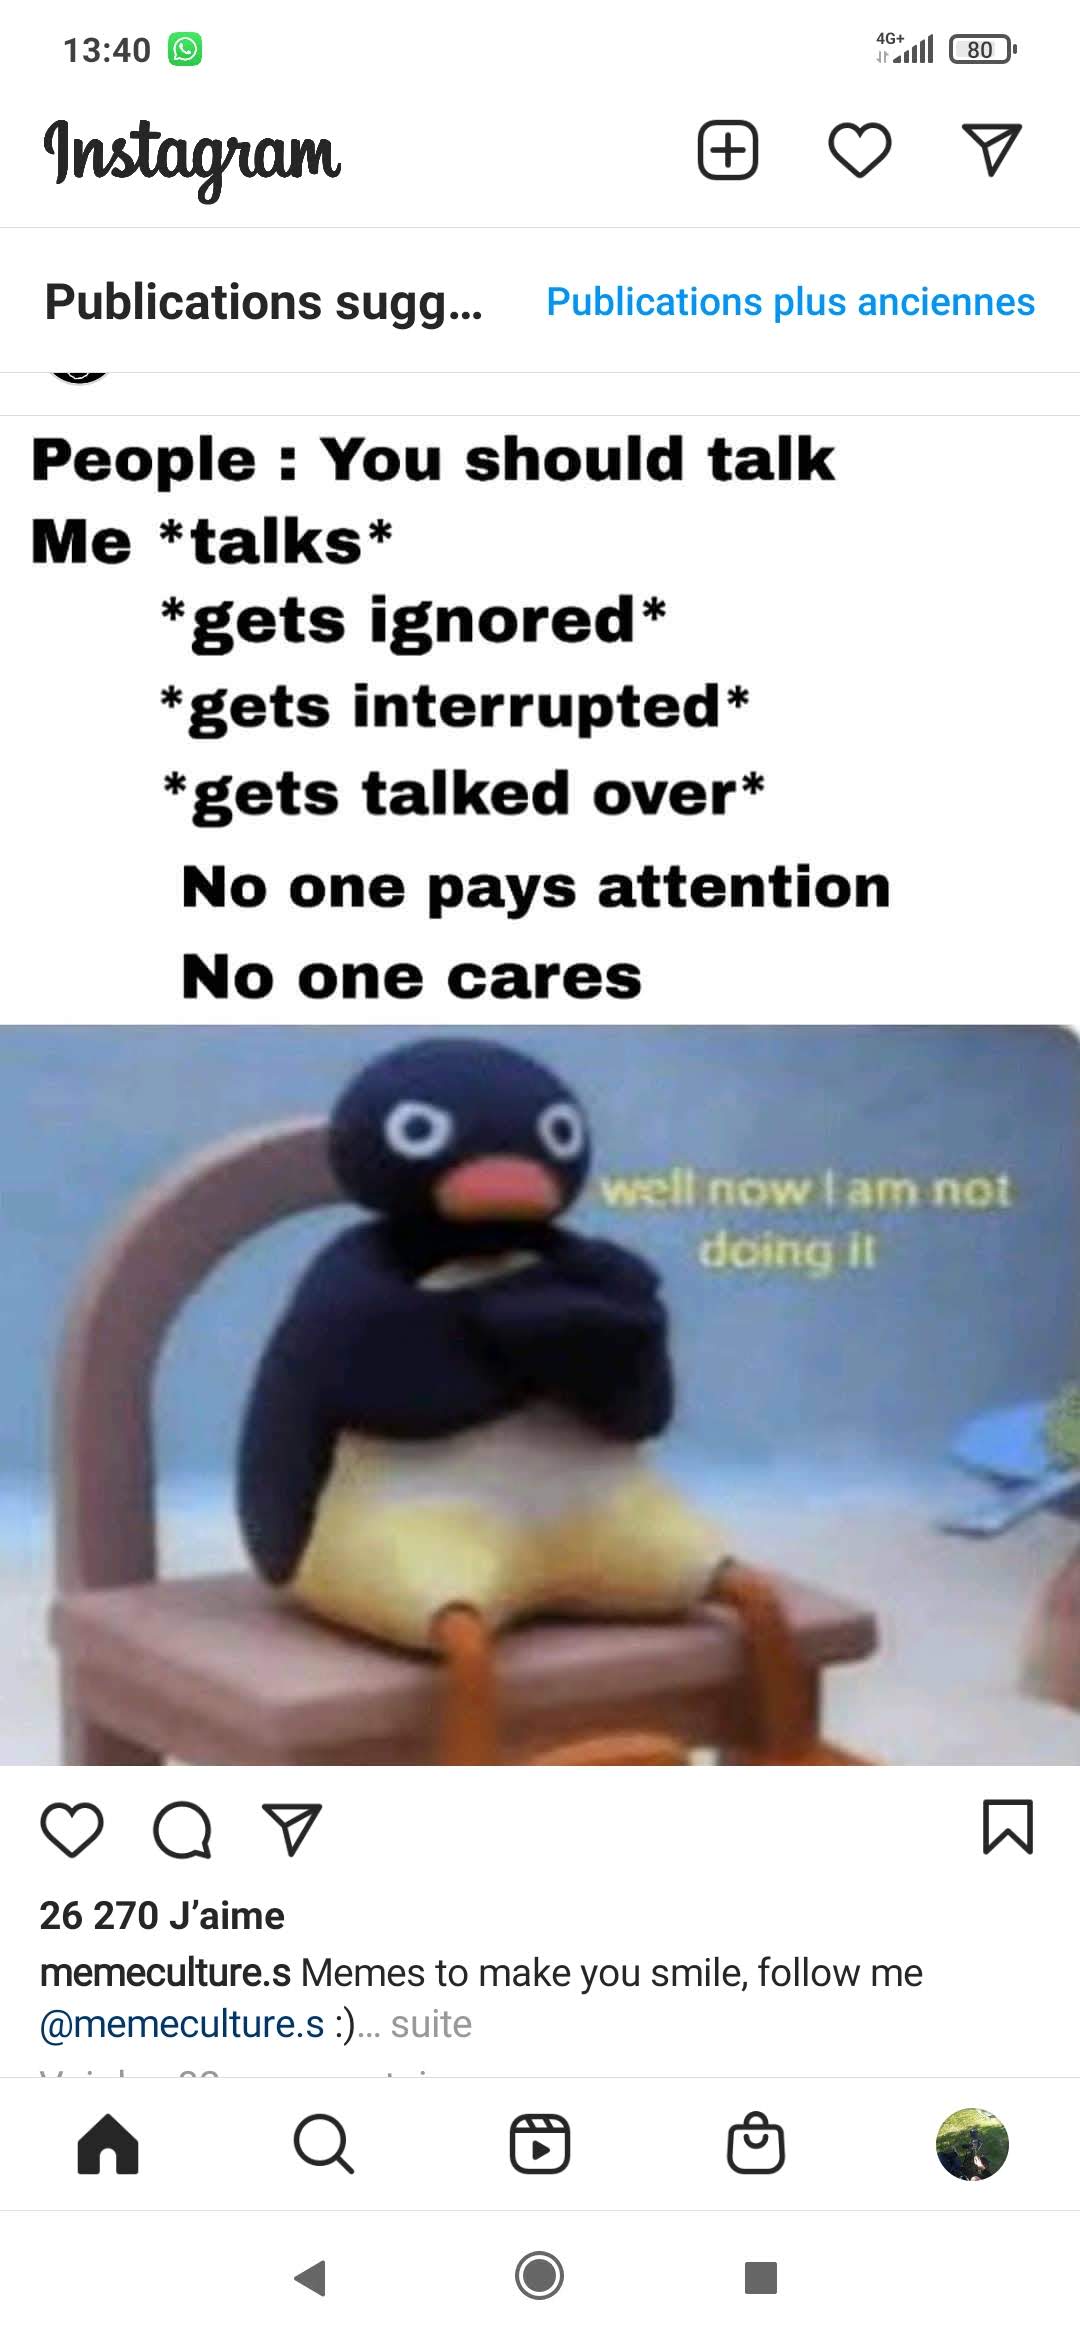 13:40
4G+
80
Instagram
Publications sugg...
Publications plus anciennes
People : You should talk
Me *talks*
*gets ignored*
*gets interrupted*
*gets talked over*
No one pays attention
No one cares
well now I am not
doing it
26 270 J’aime
memeculture.s Memes to make you smile, follow me
@memeculture.s :)... suite